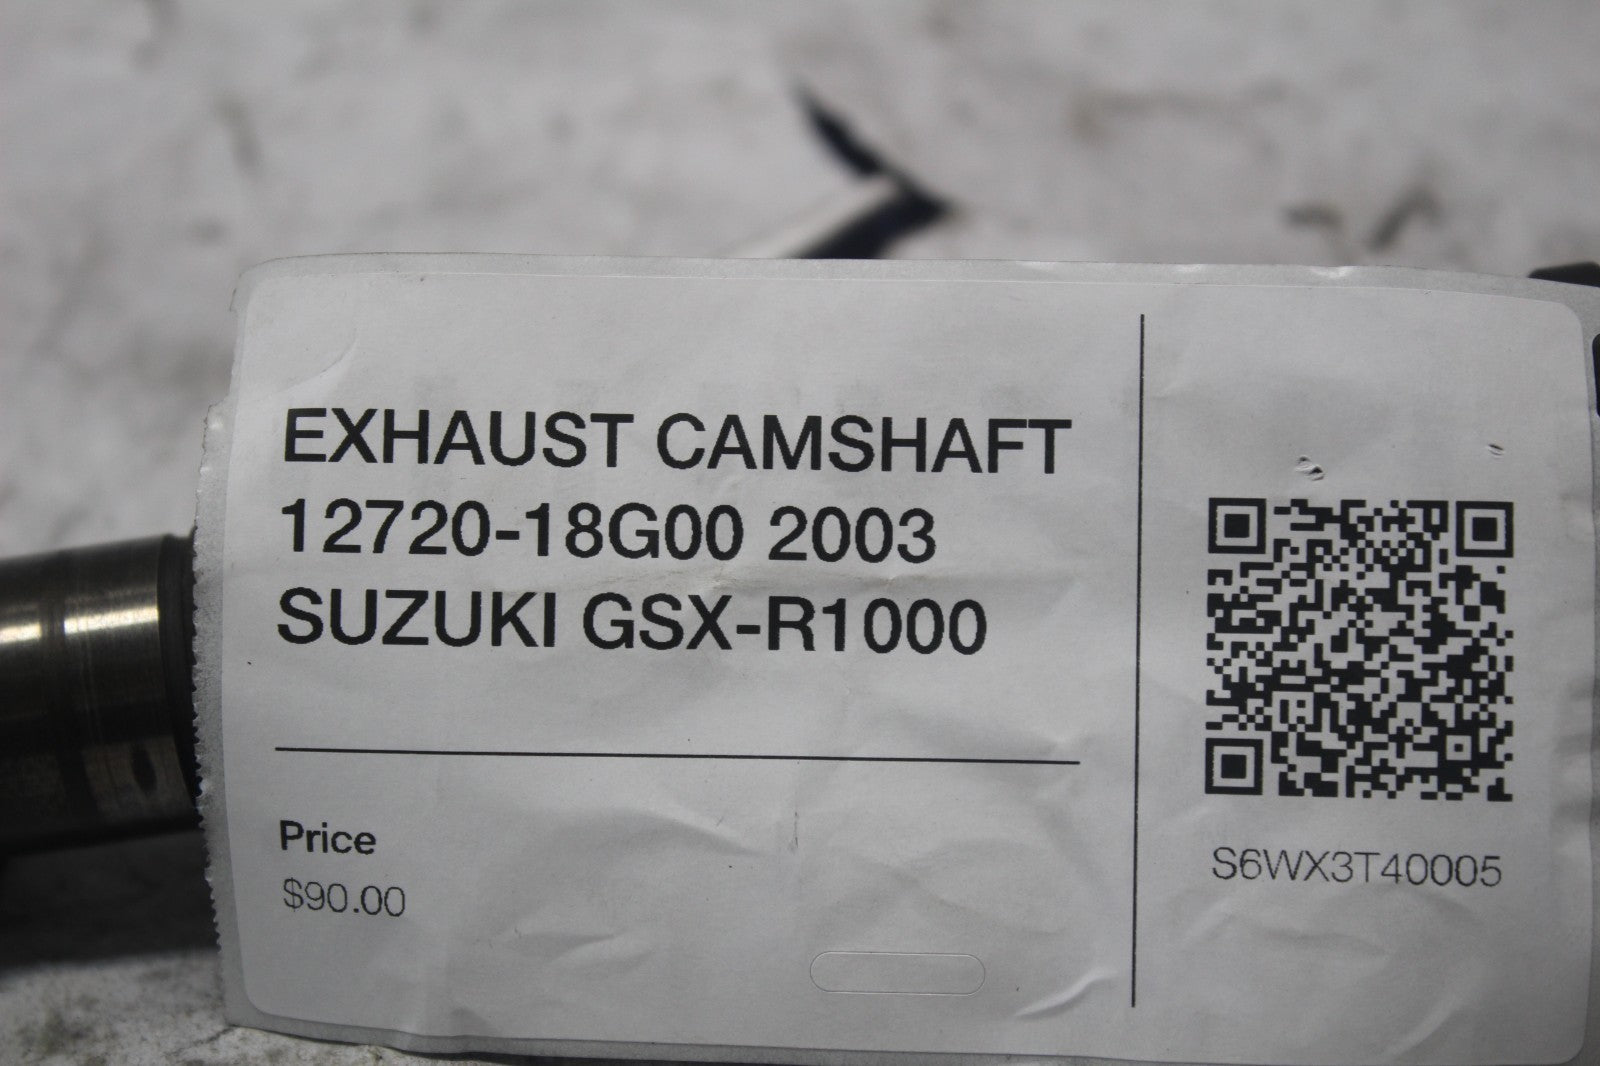 EXHAUST CAMSHAFT
12720-18G00 2003
SUZUKI GSX-R1000
Price
$90.00
S6WX3T40005